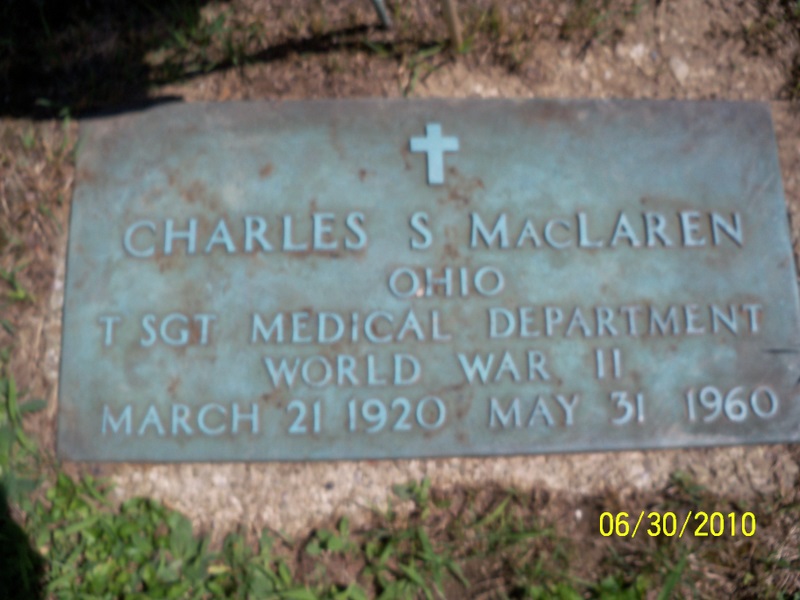 CHARLES S MACLAREN
OHIO
T SGT MEDICAL DEPARTMENT
WORLD WAR II
MARCH 21 1920 MAY 31 1960
06/30/2010